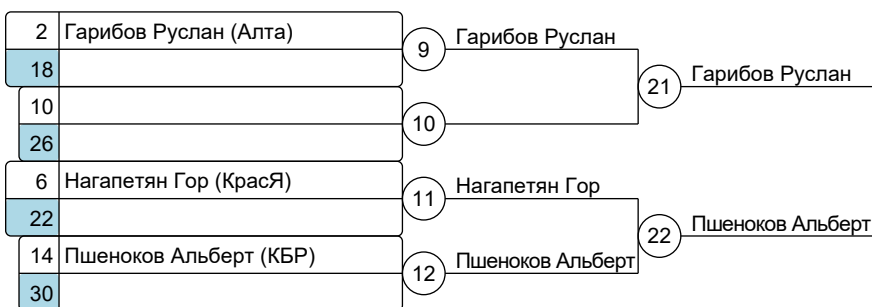 2 Гарибов Руслан (Алта)
18
9 Гарибов Руслан
21 Гарибов Руслан
10
26
10
6 Нагапетян Гор (КрасЯ)
22
11 Нагапетян Гор
22 Пшеноков Альберт
14 Пшеноков Альберт (КБР)
30
12 Пшеноков Альберт